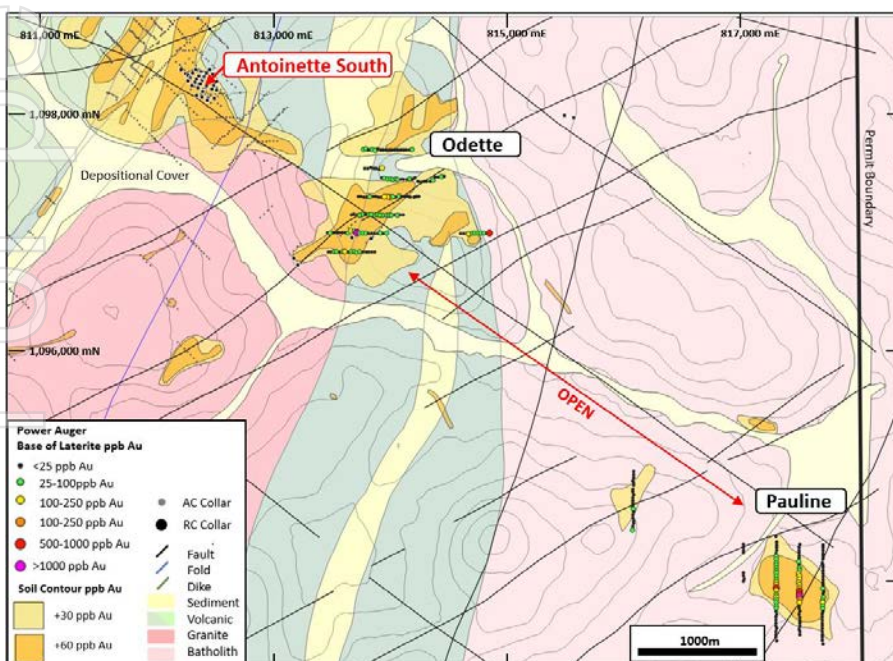 811,000 mE
813,000 mE
815,000 mE
817,000 mE
Antoinette South
1,098,000 mN
Odette
Depositional Cover
Permit Boundary
1,096,000 mN
OPEN
Pauline
Power Auger
Base of Laterite ppb Au
<25 ppb Au
25-100ppb Au
100-250 ppb Au
100-250 ppb Au
500-1000 ppb Au
>1000 ppb Au
Soil Contour ppb Au
+30 ppb Au
+60 ppb Au
AC Collar
RC Collar
Fault
Fold
Dike
Sediment
Volcanic
Granite
Batholith
1000m